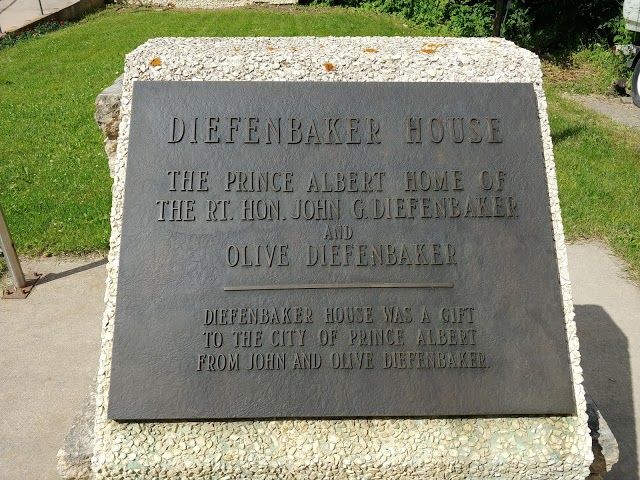 DIEFENBAKER HOUSE
THE PRINCE ALBERT HOME OF
THE RT. HON. JOHN G. DIEFENBAKER
AND
OLIVE DIEFENBAKER
DIEFENBAKER HOUSE WAS A GIFT
TO THE CITY OF PRINCE ALBERT
FROM JOHN AND OLIVE DIEFENBAKER.